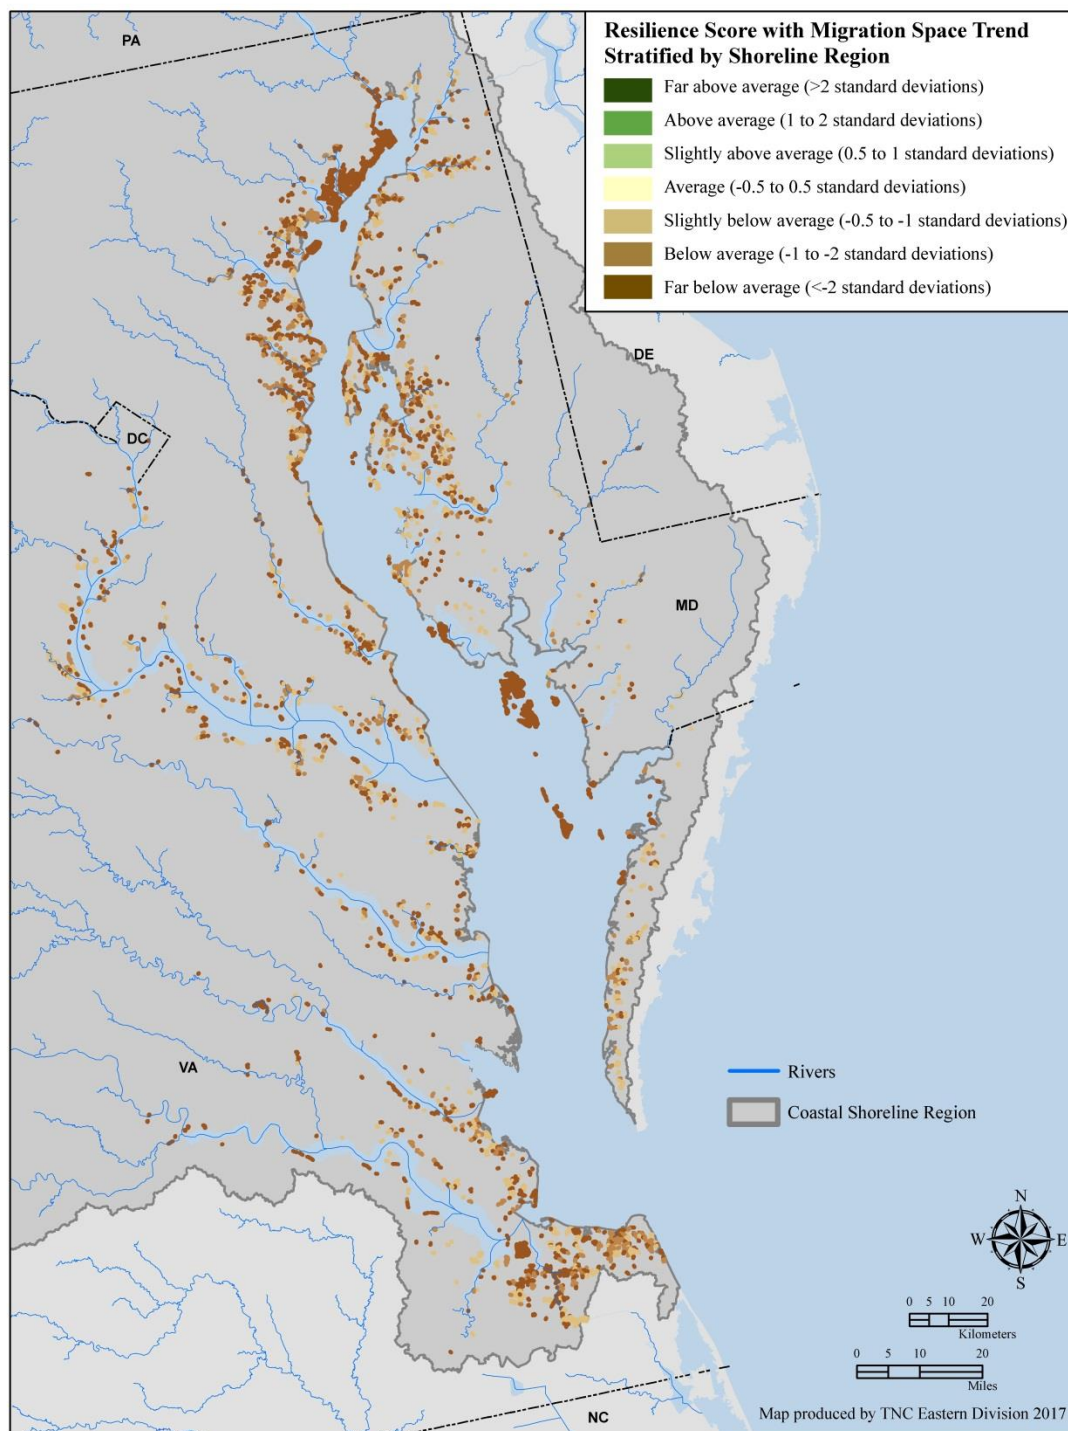 PA
Resilience Score with Migration Space Trend
Stratified by Shoreline Region
Far above average (>2 standard deviations)
Above average (1 to 2 standard deviations)
Slightly above average (0.5 to 1 standard deviations)
Average (-0.5 to 0.5 standard deviations)
Slightly below average (-0.5 to -1 standard deviations)
Below average (-1 to -2 standard deviations)
Far below average (<-2 standard deviations)
DE
DC
MD
VA
Rivers
Coastal Shoreline Region
N
W E
S
0 5 10 20
Kilometers
0 5 10 20
Miles
Map produced by TNC Eastern Division 2017
NC